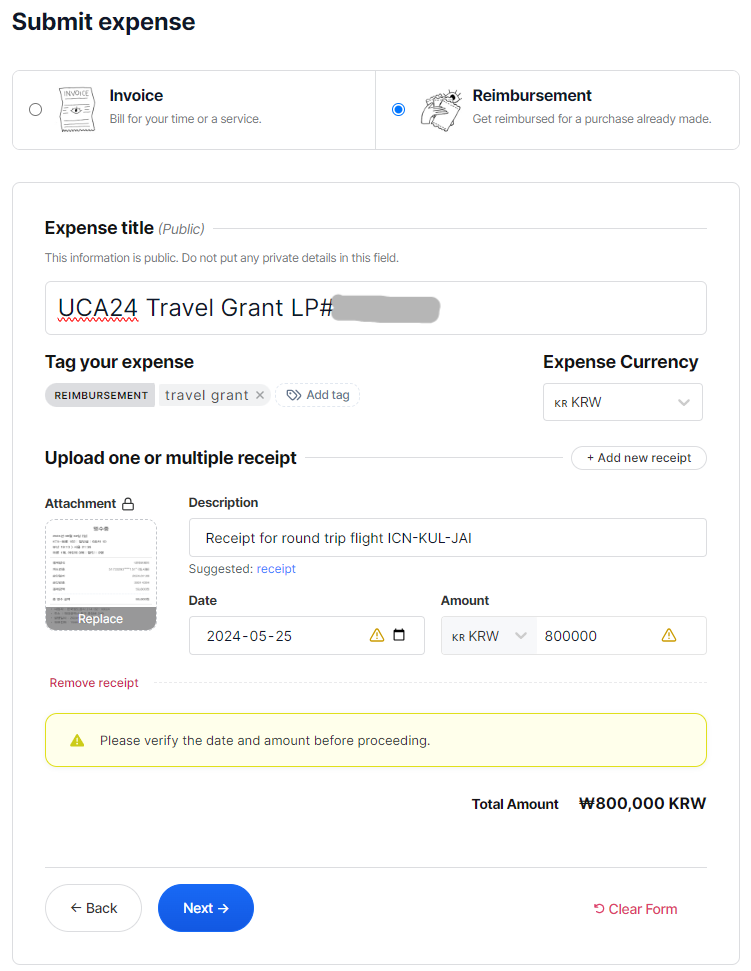 Submit expense
INVOICE
Invoice
Bill for your time or a service.
Reimbursement
Get reimbursed for a purchase already made.
Expense title (Public)
This information is public. Do not put any private details in this field.
UCA24 Travel Grant LP#
Tag your expense
Expense Currency
REIMBURSEMENT travel grant × Add tag
KR KRW
Upload one or multiple receipt
+ Add new receipt
Attachment
Description
영수증
Receipt for round trip flight ICN-KUL-JAI
Suggested: receipt
Date
Amount
Replace
2024-05-25
KR KRW 800000
Remove receipt
Please verify the date and amount before proceeding.
Total Amount ₩800,000 KRW
← Back
Next →
Clear Form